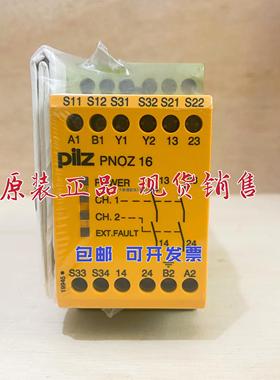 S11 S12 S31 S32 S21 S22
A1 B1 Y1 Y2 13 23
pilz PNOZ 16
POWER 13 23
CH. 1
CH. 2
EXT.FAULT 14 24
原装正品 现货销售
包邮 可开发票
S33 S34 14 24 B2 A2